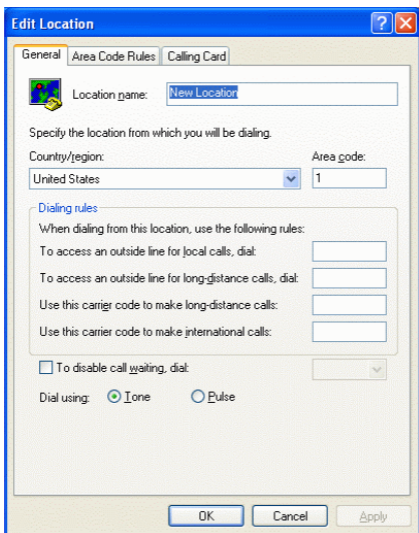 Edit Location
General Area Code Rules Calling Card
Location name: New Location
Specify the location from which you will be dialing.
Country/region: Area code:
United States 1
Dialing rules
When dialing from this location, use the following rules:
To access an outside line for local calls, dial:
To access an outside line for long-distance calls, dial:
Use this carrier code to make long-distance calls:
Use this carrier code to make international calls:
To disable call waiting, dial:
Dial using: Tone Pulse
OK Cancel Apply